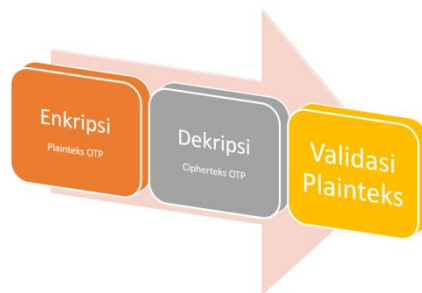 Enkripsi
Plainteks OTP
Dekripsi
Cipherteks OTP
Validasi
Plainteks